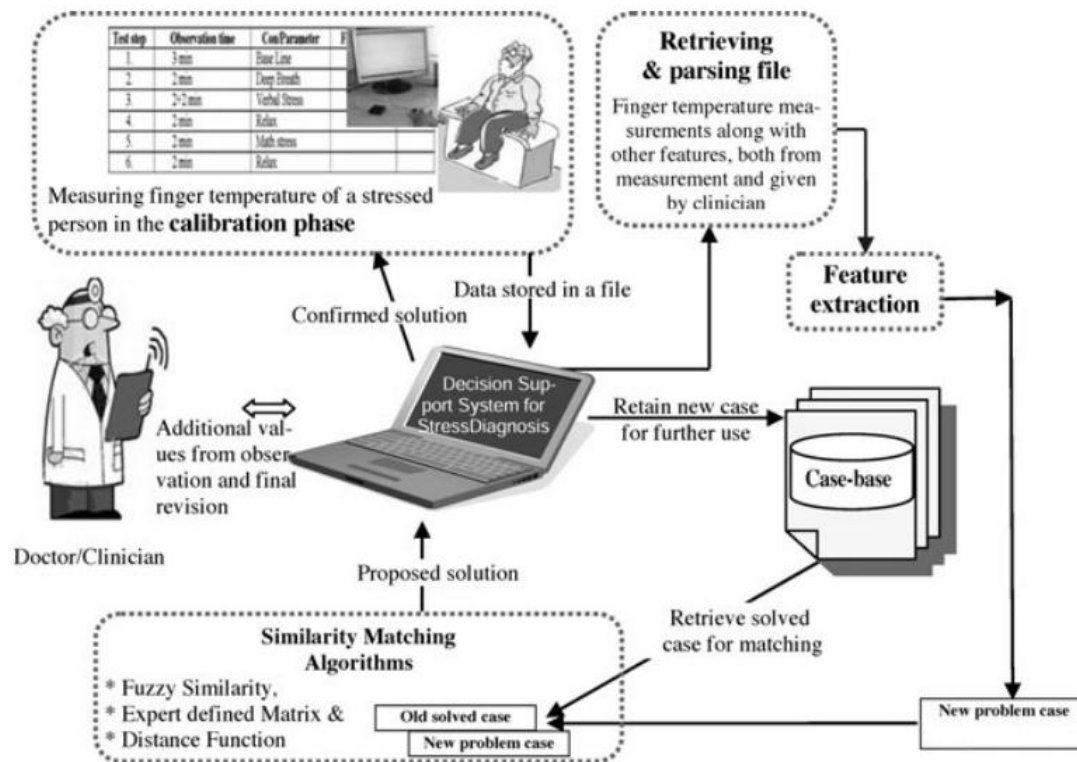 Test step Observation time Con/Parameter F
1. 3 min Base Line
2. 2 min Deep Breath
3. 2+2 min Verbal Stress
4. 2 min Relax
5. 2 min Math stress
6. 2 min Relax
Measuring finger temperature of a stressed
person in the calibration phase
Retrieving
& parsing file
Finger temperature mea-
surements along with
other features, both from
measurement and given
by clinician
Feature
extraction
Data stored in a file
Confirmed solution
Decision Sup-
port System for
StressDiagnosis
Retain new case
for further use
Case-base
Additional val-
ues from obser-
vation and final
revision
Doctor/Clinician
Proposed solution
Retrieve solved
case for matching
Similarity Matching
Algorithms
* Fuzzy Similarity,
* Expert defined Matrix &
* Distance Function
Old solved case
New problem case
New problem case